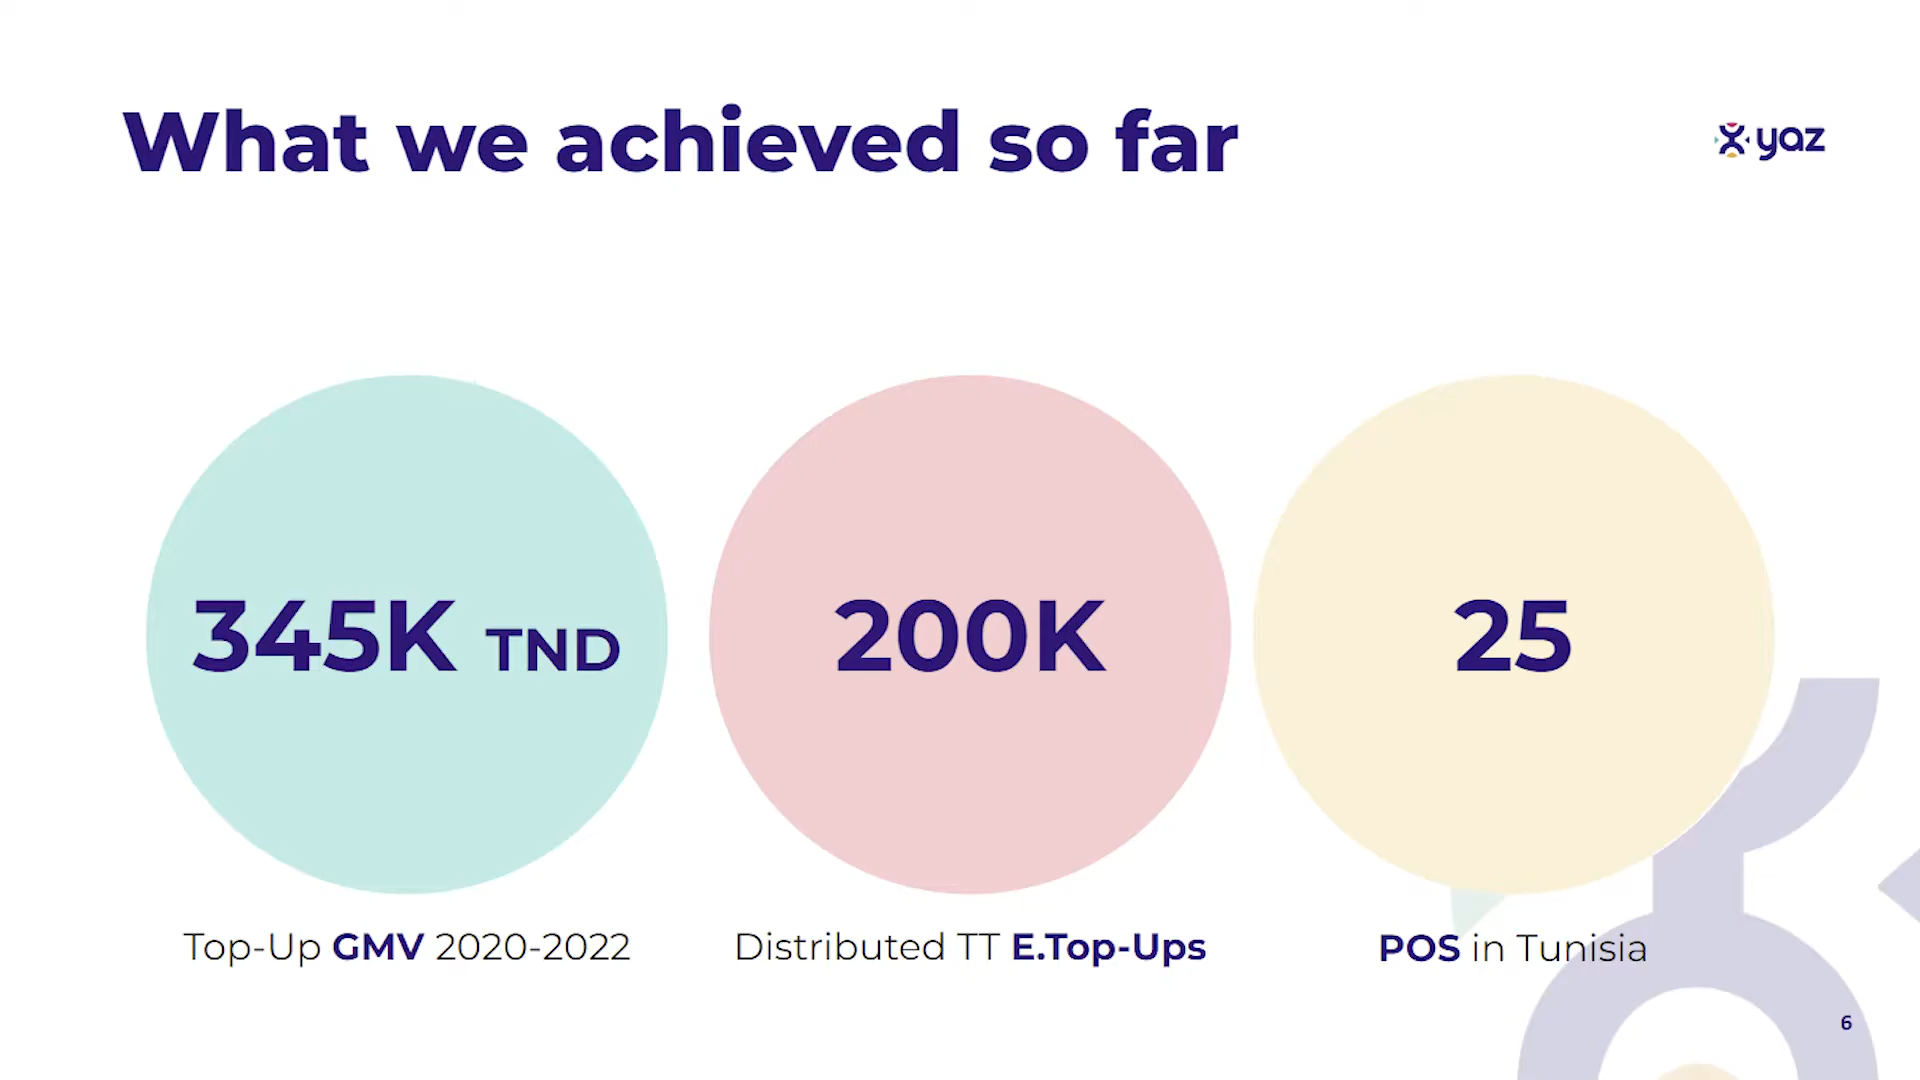 What we achieved so far
yaz
345K TND
200K
25
Top-Up GMV 2020-2022
Distributed TT E.Top-Ups
POS in Tunisia
6